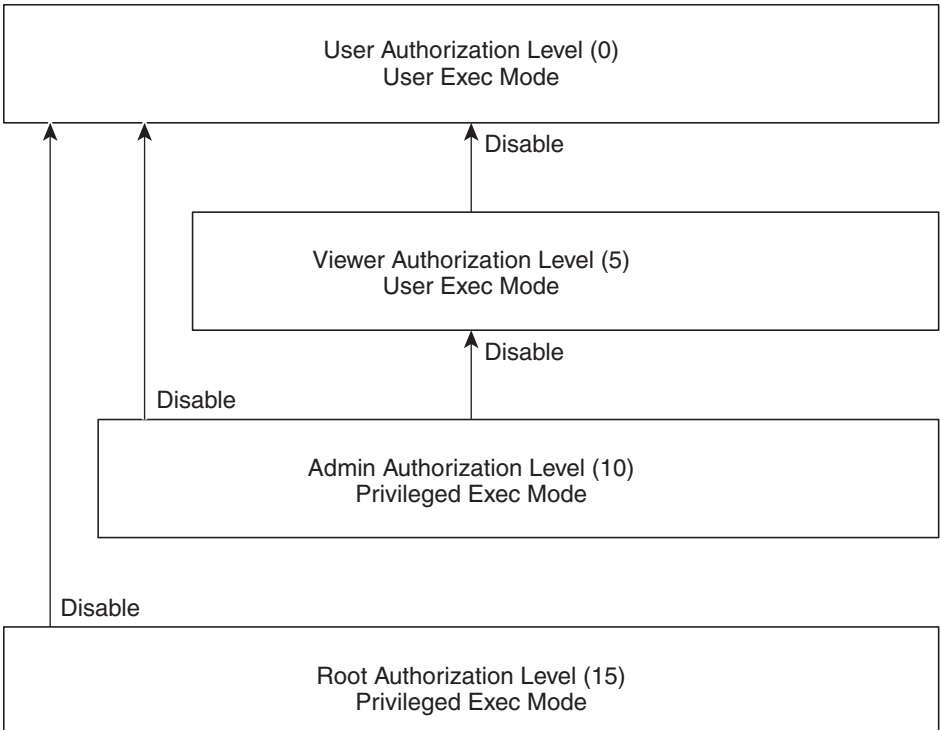 User Authorization Level (0)
User Exec Mode
Disable
Viewer Authorization Level (5)
User Exec Mode
Disable
Disable
Admin Authorization Level (10)
Privileged Exec Mode
Disable
Root Authorization Level (15)
Privileged Exec Mode